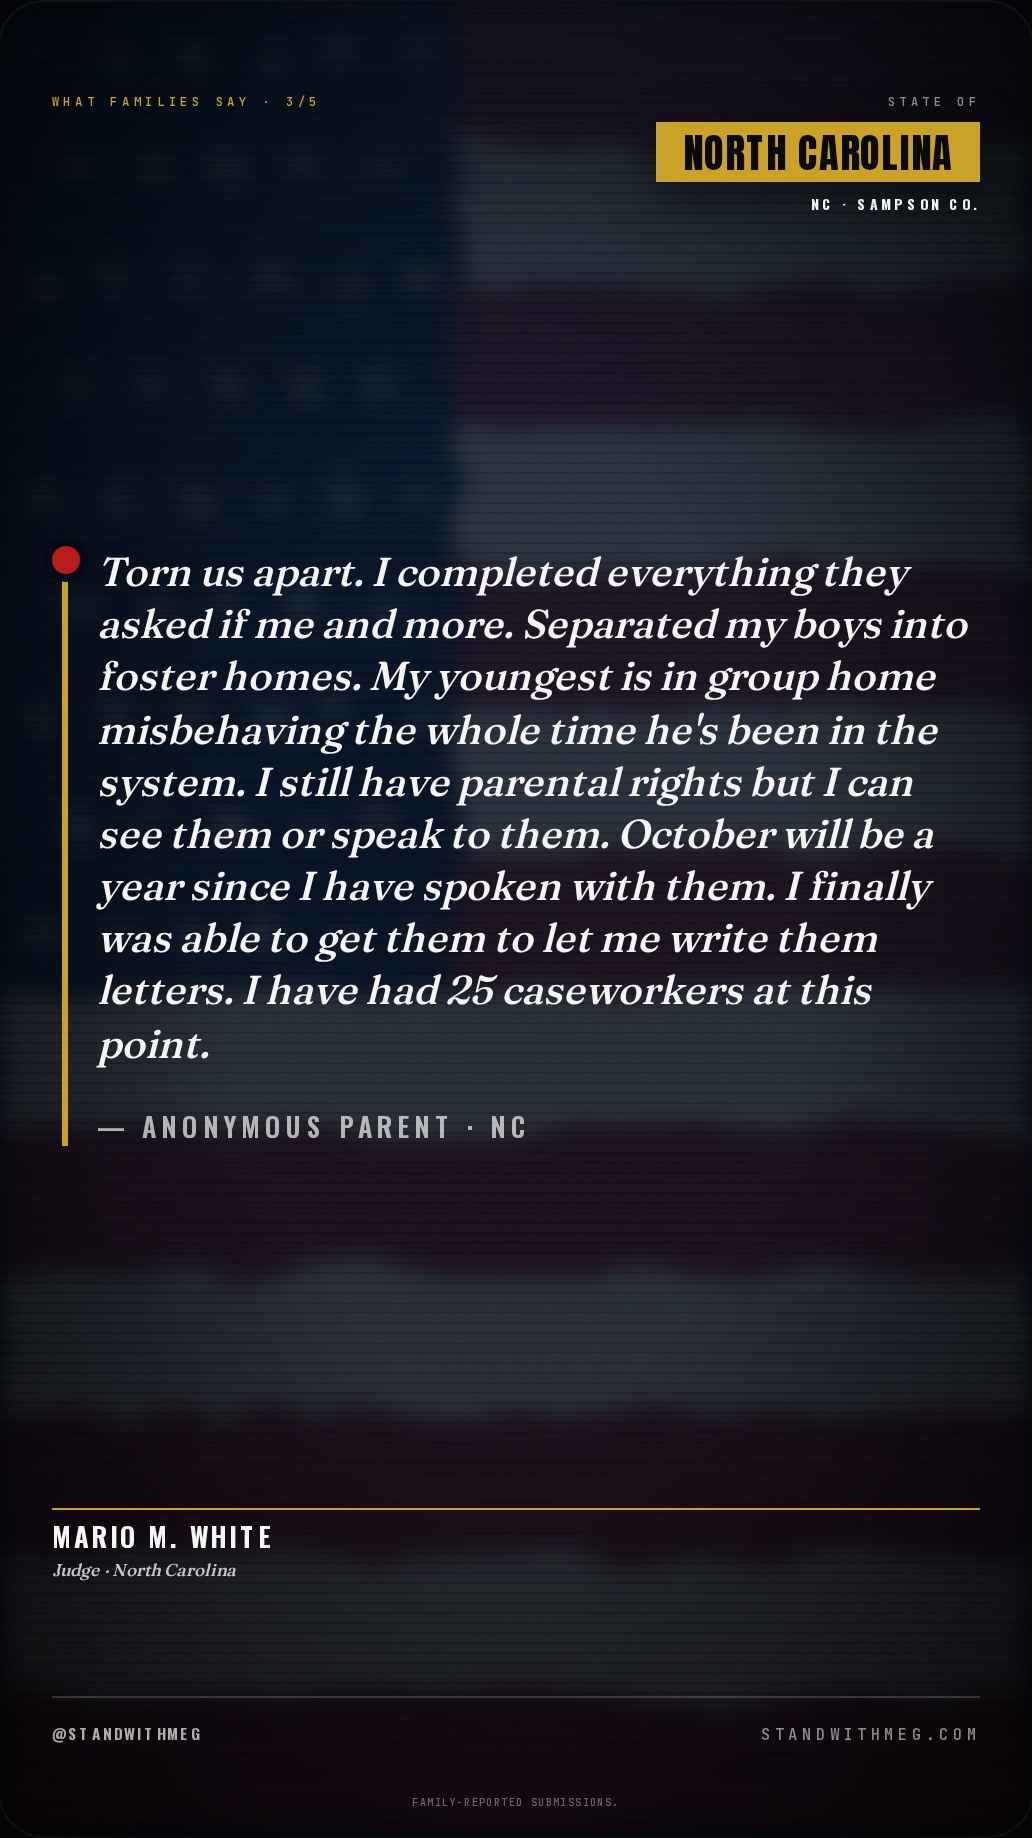 WHAT FAMILIES SAY · 3/5
STATE OF
NORTH CAROLINA
NC · SAMPSON CO.
Torn us apart. I completed everything they
asked if me and more. Separated my boys into
foster homes. My youngest is in group home
misbehaving the whole time he's been in the
system. I still have parental rights but I can
see them or speak to them. October will be a
year since I have spoken with them. I finally
was able to get them to let me write them
letters. I have had 25 caseworkers at this
point.
— ANONYMOUS PARENT · NC
MARIO M. WHITE
Judge · North Carolina
@STANDWITHMEG
STANDWITHMEG.COM
FAMILY-REPORTED SUBMISSIONS.